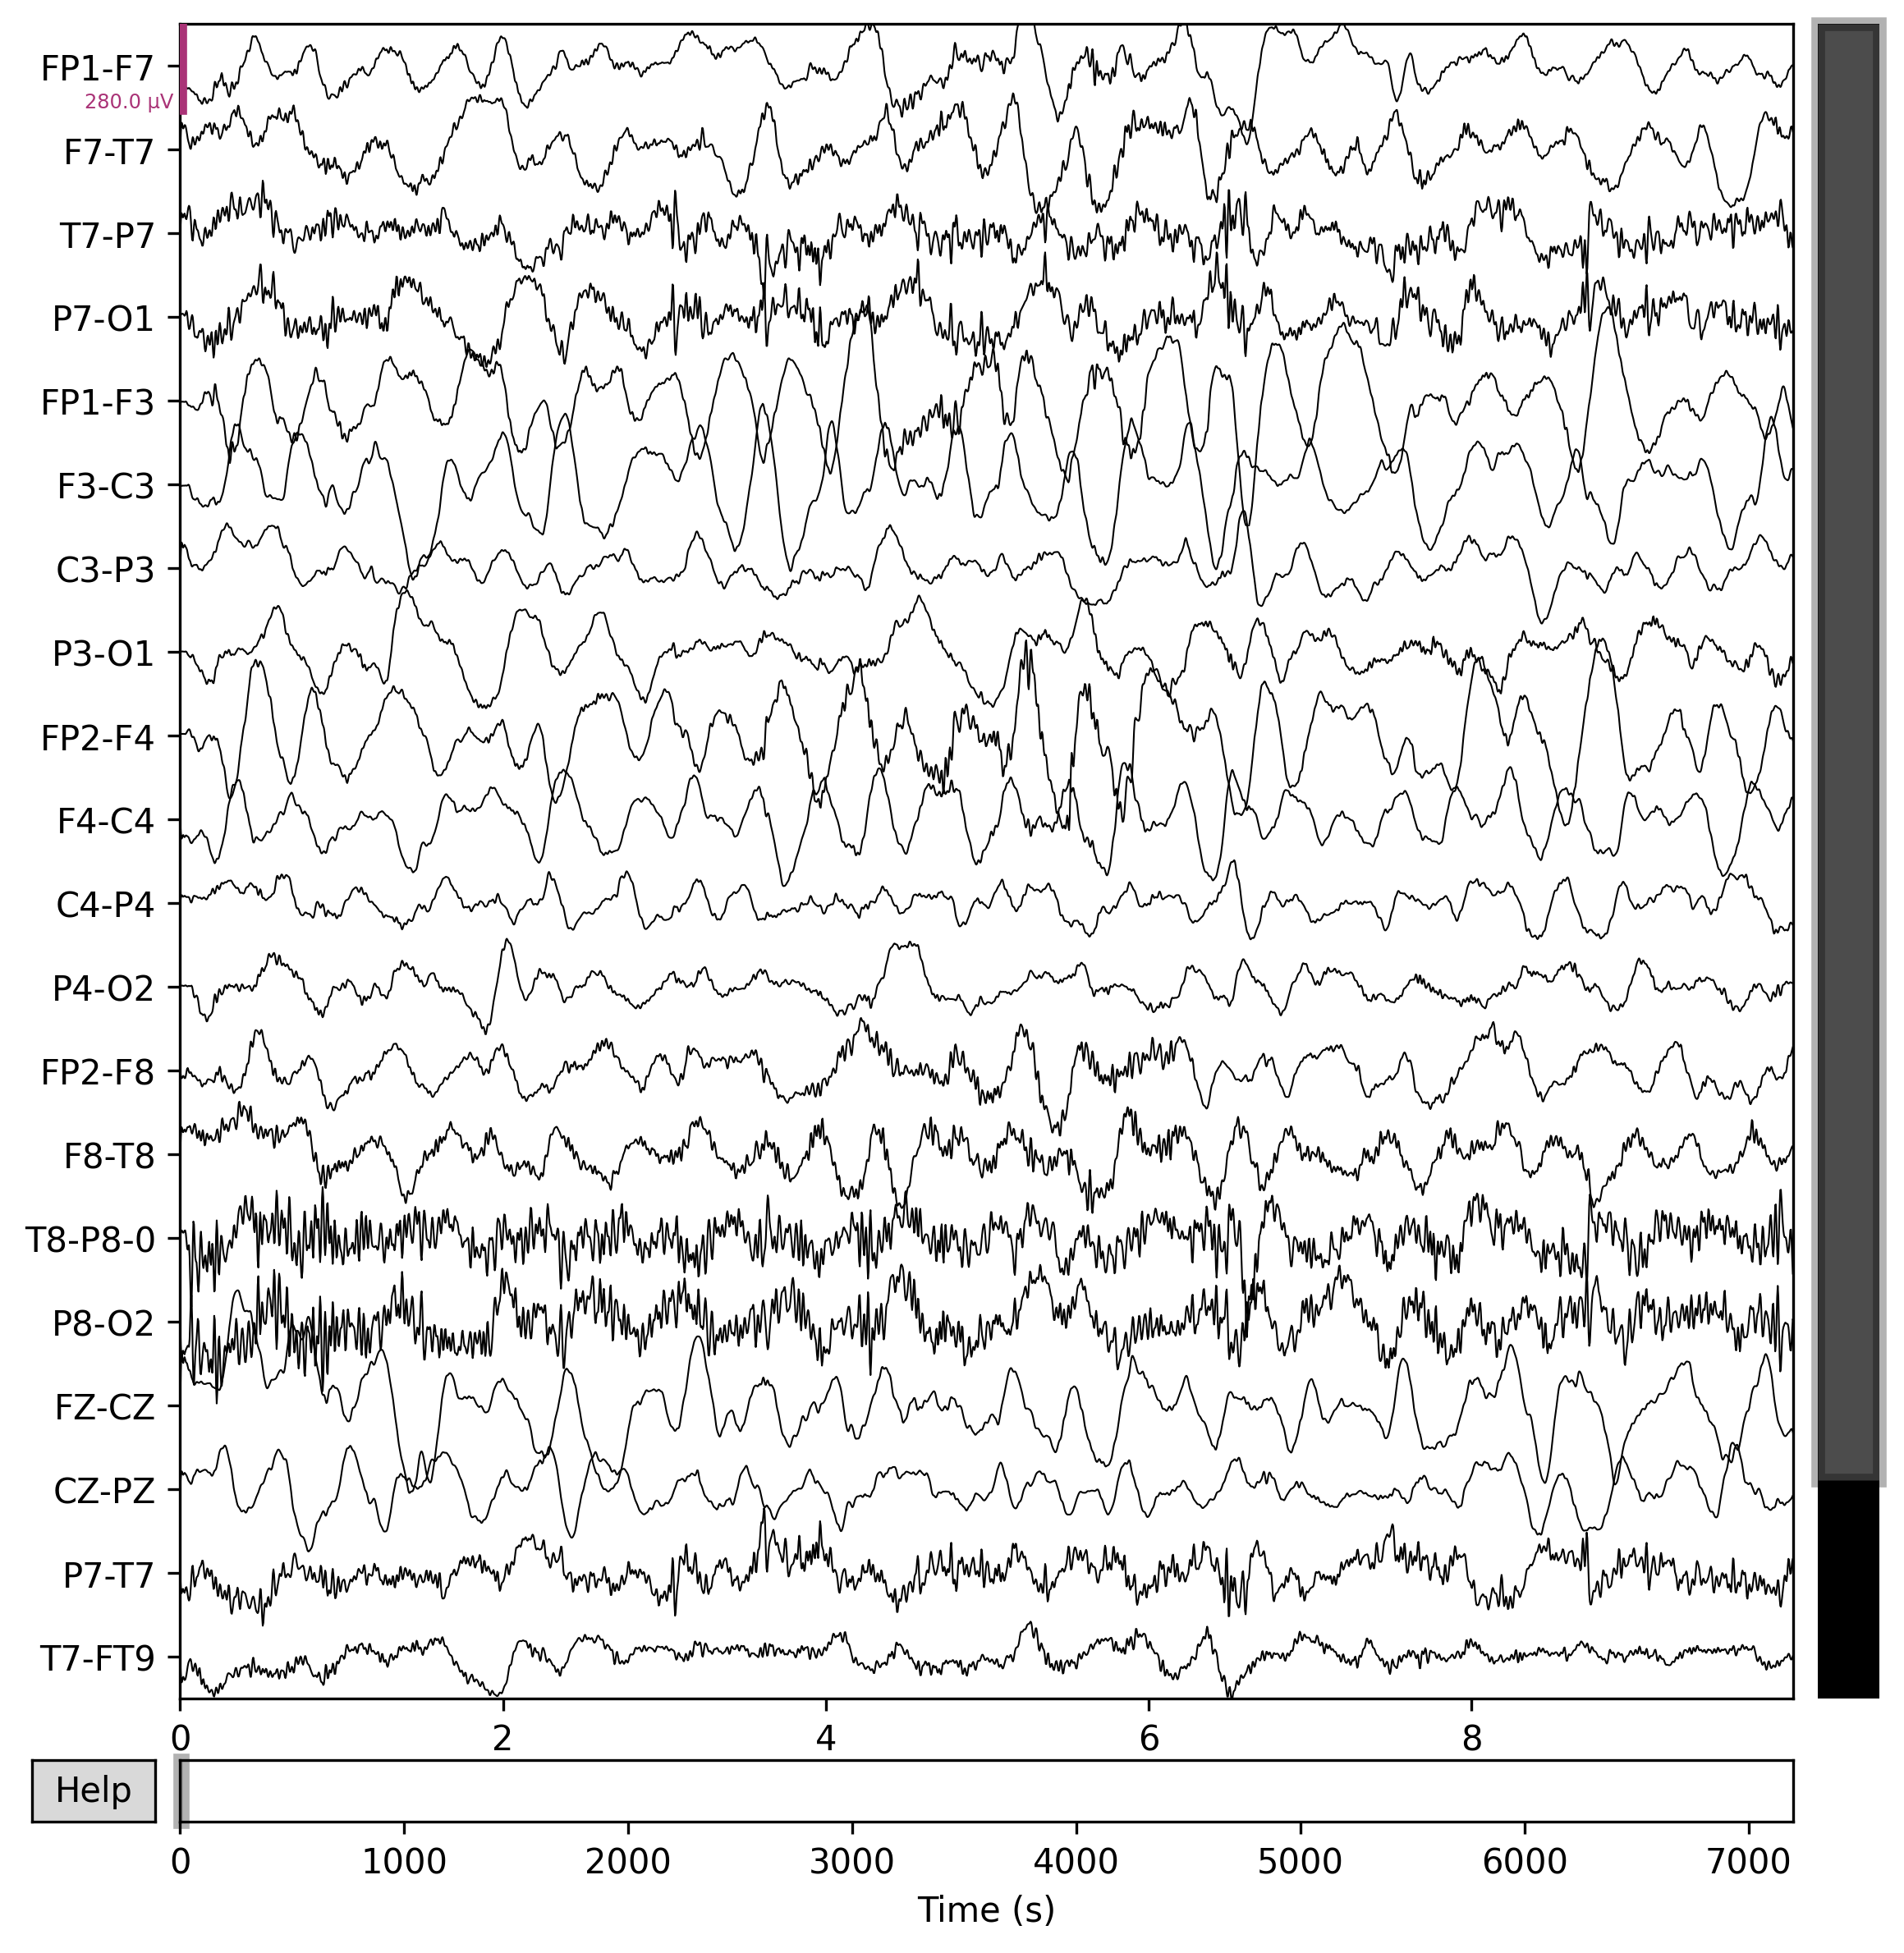 FP1-F7
280.0 µV
F7-T7
T7-P7
P7-O1
FP1-F3
F3-C3
C3-P3
P3-O1
FP2-F4
F4-C4
C4-P4
P4-O2
FP2-F8
F8-T8
T8-P8-0
P8-O2
FZ-CZ
CZ-PZ
P7-T7
T7-FT9
0 2 4 6 8
Help
0 1000 2000 3000 4000 5000 6000 7000
Time (s)